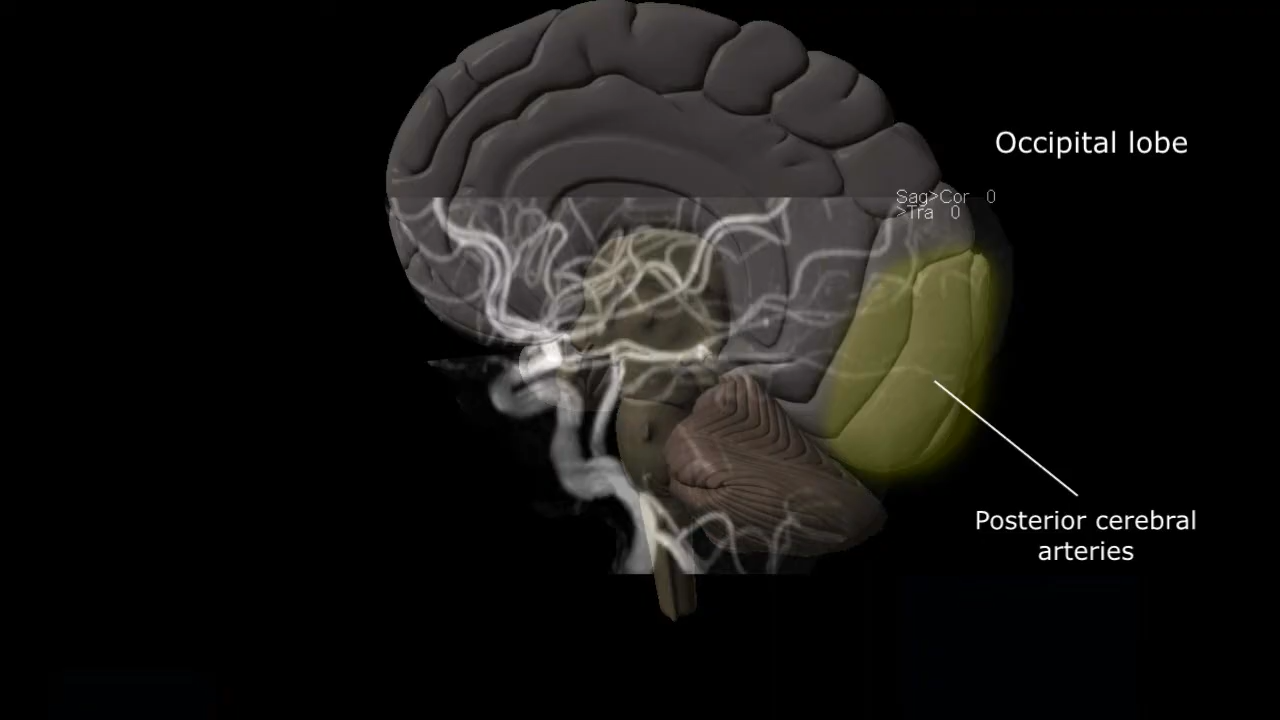 Occipital lobe
Sag>Cor 0
>Tra 0
Posterior cerebral
arteries